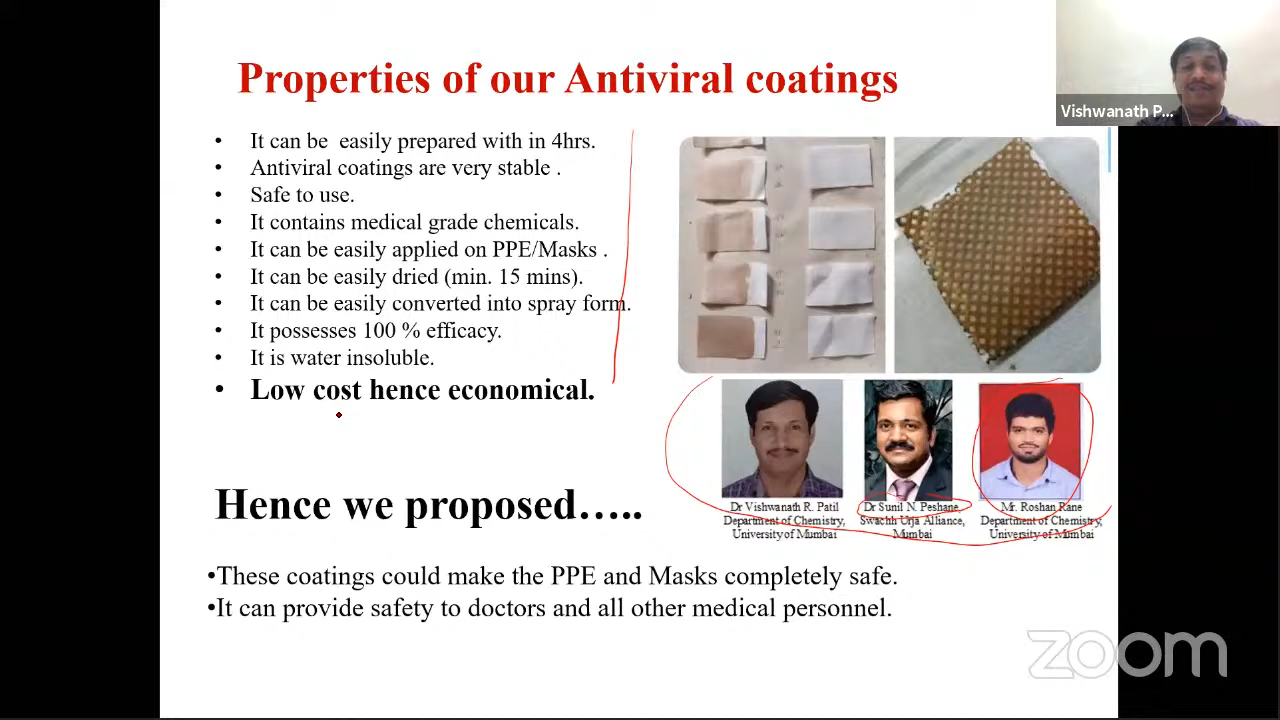 Properties of our Antiviral coatings
Vishwanath P...
• It can be easily prepared with in 4hrs.
• Antiviral coatings are very stable .
• Safe to use.
• It contains medical grade chemicals.
• It can be easily applied on PPE/Masks .
• It can be easily dried (min. 15 mins).
• It can be easily converted into spray form.
• It possesses 100 % efficacy.
• It is water insoluble.
• Low cost hence economical.
Dr Vishwanath R. Patil
Department of Chemistry,
University of Mumbai
Dr Sunil N. Peshane
Swachh Urja Alliance,
Mumbai
Mr. Roshan Rane
Department of Chemistry,
University of Mumbai
Hence we proposed…..
•These coatings could make the PPE and Masks completely safe.
•It can provide safety to doctors and all other medical personnel.
zoom